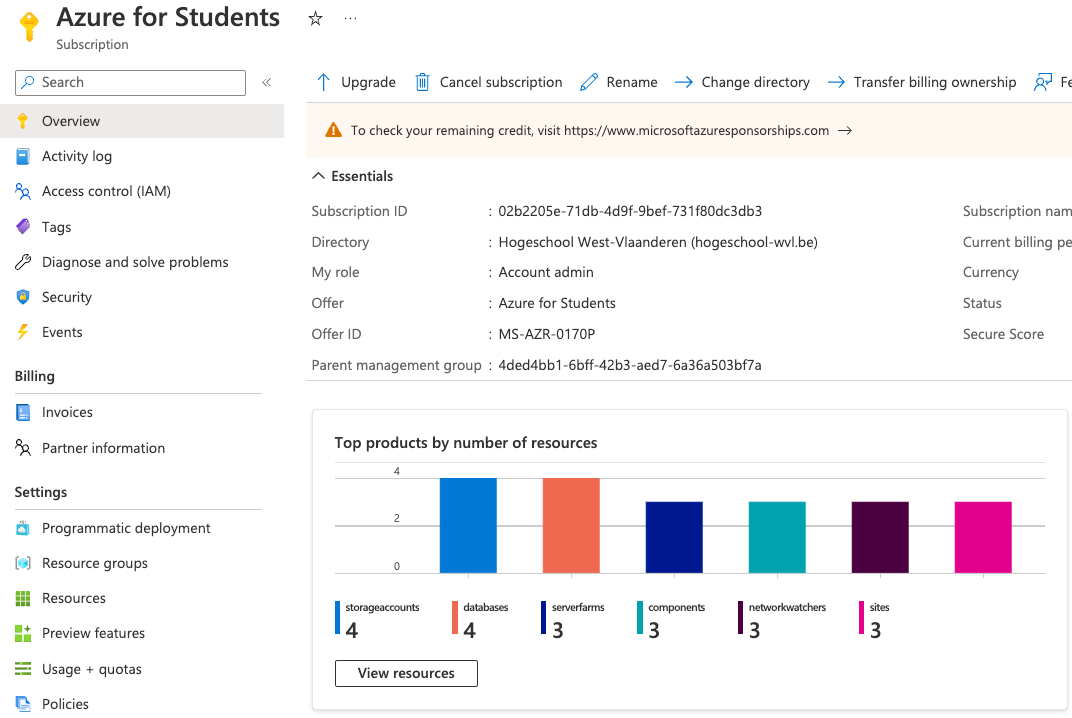 Azure for Students
Subscription
Search
Overview
Activity log
Access control (IAM)
Tags
Diagnose and solve problems
Security
Events
Billing
Invoices
Partner information
Settings
Programmatic deployment
Resource groups
Resources
Preview features
Usage + quotas
Policies
Upgrade Cancel subscription Rename Change directory Transfer billing ownership Fe
To check your remaining credit, visit https://www.microsoftazuresponsorships.com
Essentials
Subscription ID : 02b2205e-71db-4d9f-9bef-731f80dc3db3 Subscription nam
Directory : Hogeschool West-Vlaanderen (hogeschool-wvl.be) Current billing pe
My role : Account admin Currency
Offer : Azure for Students Status
Offer ID : MS-AZR-0170P Secure Score
Parent management group : 4ded4bb1-6bff-42b3-aed7-6a36a503bf7a
Top products by number of resources
4
2
0
storageaccounts databases serverfarms components networkwatchers sites
4 4 3 3 3 3
View resources